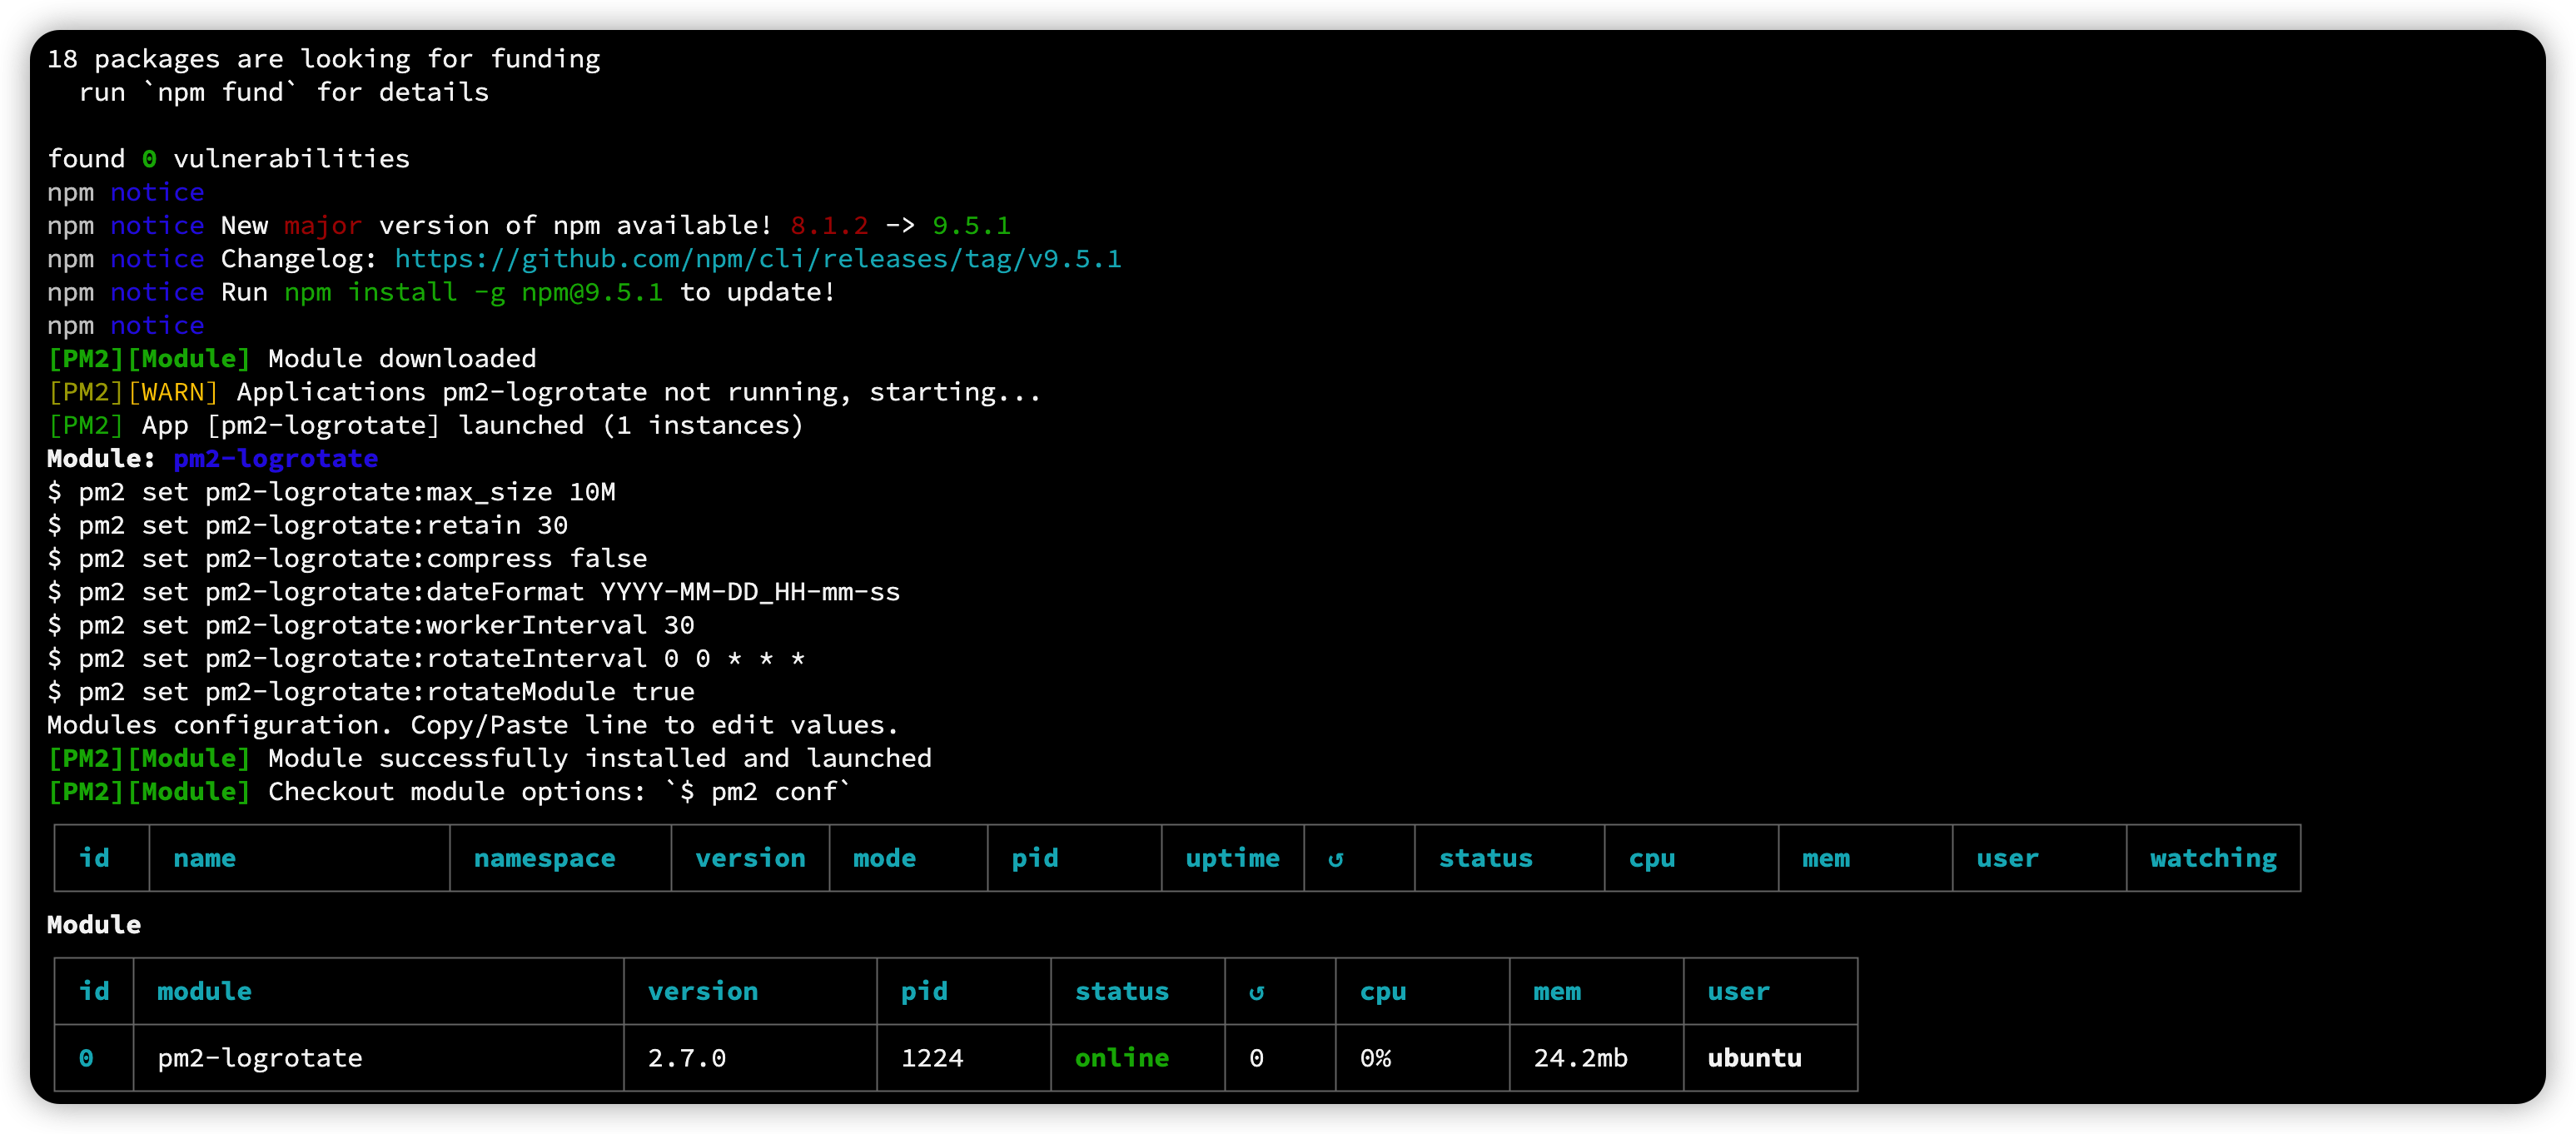 18 packages are looking for funding
  run `npm fund` for details

found 0 vulnerabilities
npm notice
npm notice New major version of npm available! 8.1.2 -> 9.5.1
npm notice Changelog: https://github.com/npm/cli/releases/tag/v9.5.1
npm notice Run npm install -g npm@9.5.1 to update!
npm notice
[PM2][Module] Module downloaded
[PM2][WARN] Applications pm2-logrotate not running, starting...
[PM2] App [pm2-logrotate] launched (1 instances)
Module: pm2-logrotate
$ pm2 set pm2-logrotate:max_size 10M
$ pm2 set pm2-logrotate:retain 30
$ pm2 set pm2-logrotate:compress false
$ pm2 set pm2-logrotate:dateFormat YYYY-MM-DD_HH-mm-ss
$ pm2 set pm2-logrotate:workerInterval 30
$ pm2 set pm2-logrotate:rotateInterval 0 0 * * *
$ pm2 set pm2-logrotate:rotateModule true
Modules configuration. Copy/Paste line to edit values.
[PM2][Module] Module successfully installed and launched
[PM2][Module] Checkout module options: `$ pm2 conf`
id name namespace version mode pid uptime ↺ status cpu mem user watching
Module
id module version pid status ↺ cpu mem user
0 pm2-logrotate 2.7.0 1224 online 0 0% 24.2mb ubuntu